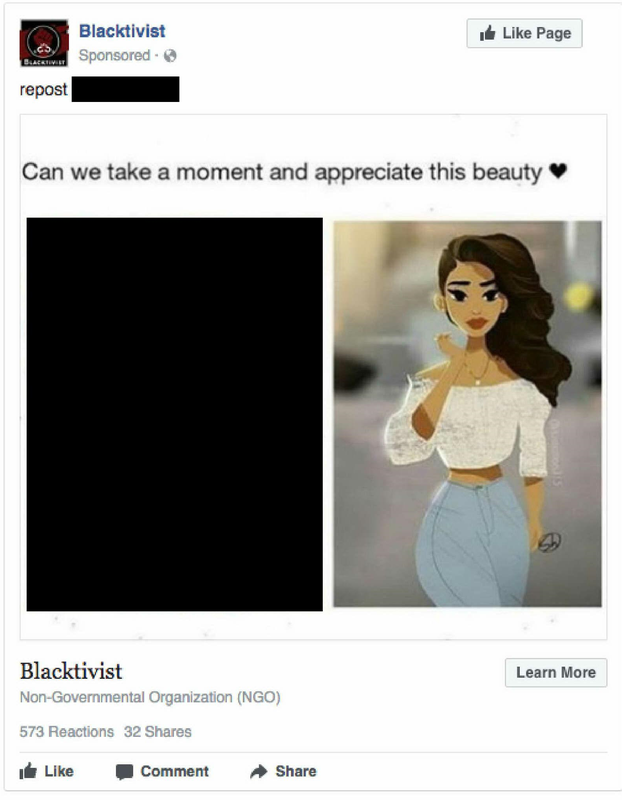 Blacktivist
Sponsored ·
BLACKTIVIST
Like Page
repost
Can we take a moment and appreciate this beauty ♥
Blacktivist
Learn More
Non-Governmental Organization (NGO)
573 Reactions 32 Shares
Like Comment Share